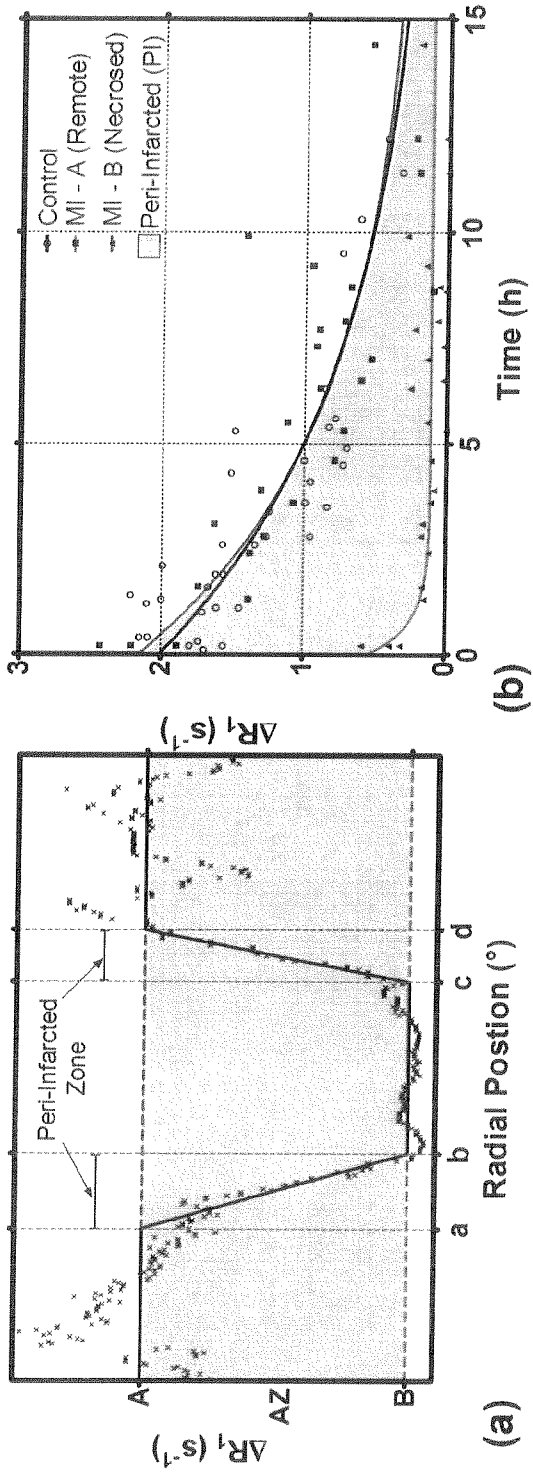 (a)
ΔR1 (s-1)
A
AZ
B
Peri-Infarcted
Zone
a
b
c
d
Radial Postion (°)
(b)
ΔR1 (s-1)
3
2
1
0
0
5
10
15
Time (h)
Control
MI - A (Remote)
MI - B (Necrosed)
Peri-Infarcted (PI)